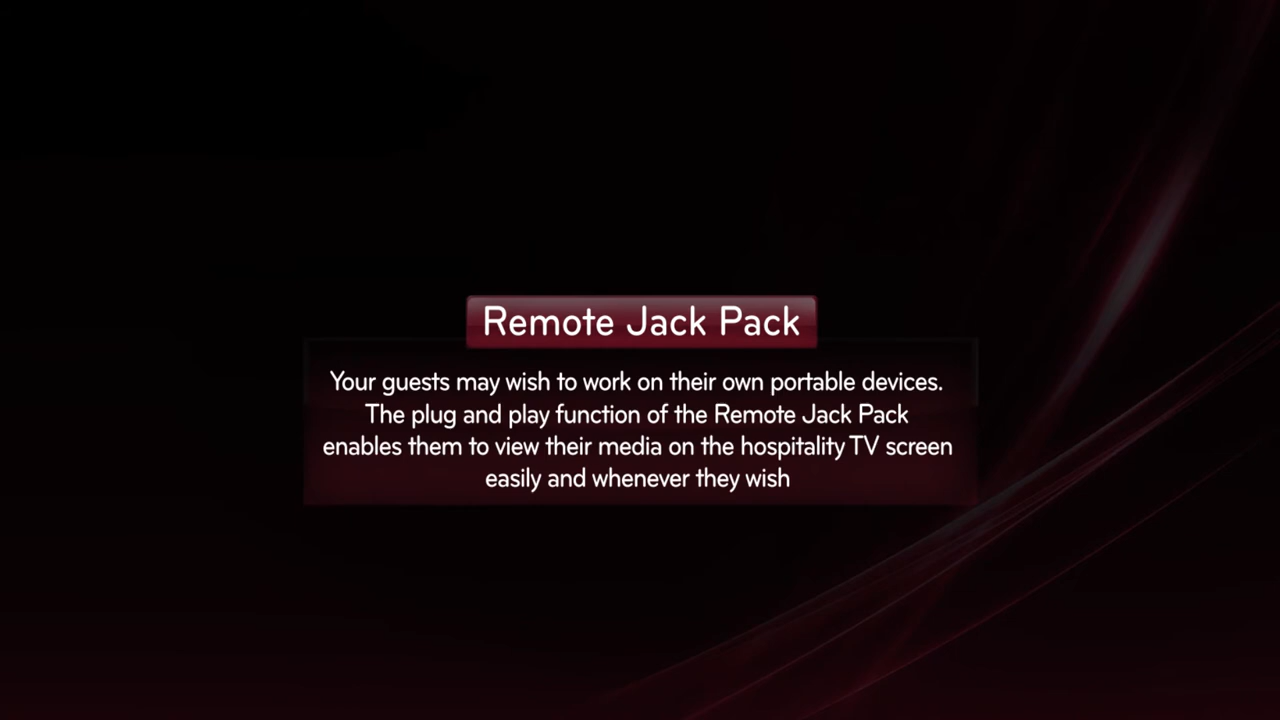 Remote Jack Pack
Your guests may wish to work on their own portable devices.
The plug and play function of the Remote Jack Pack
enables them to view their media on the hospitality TV screen
easily and whenever they wish